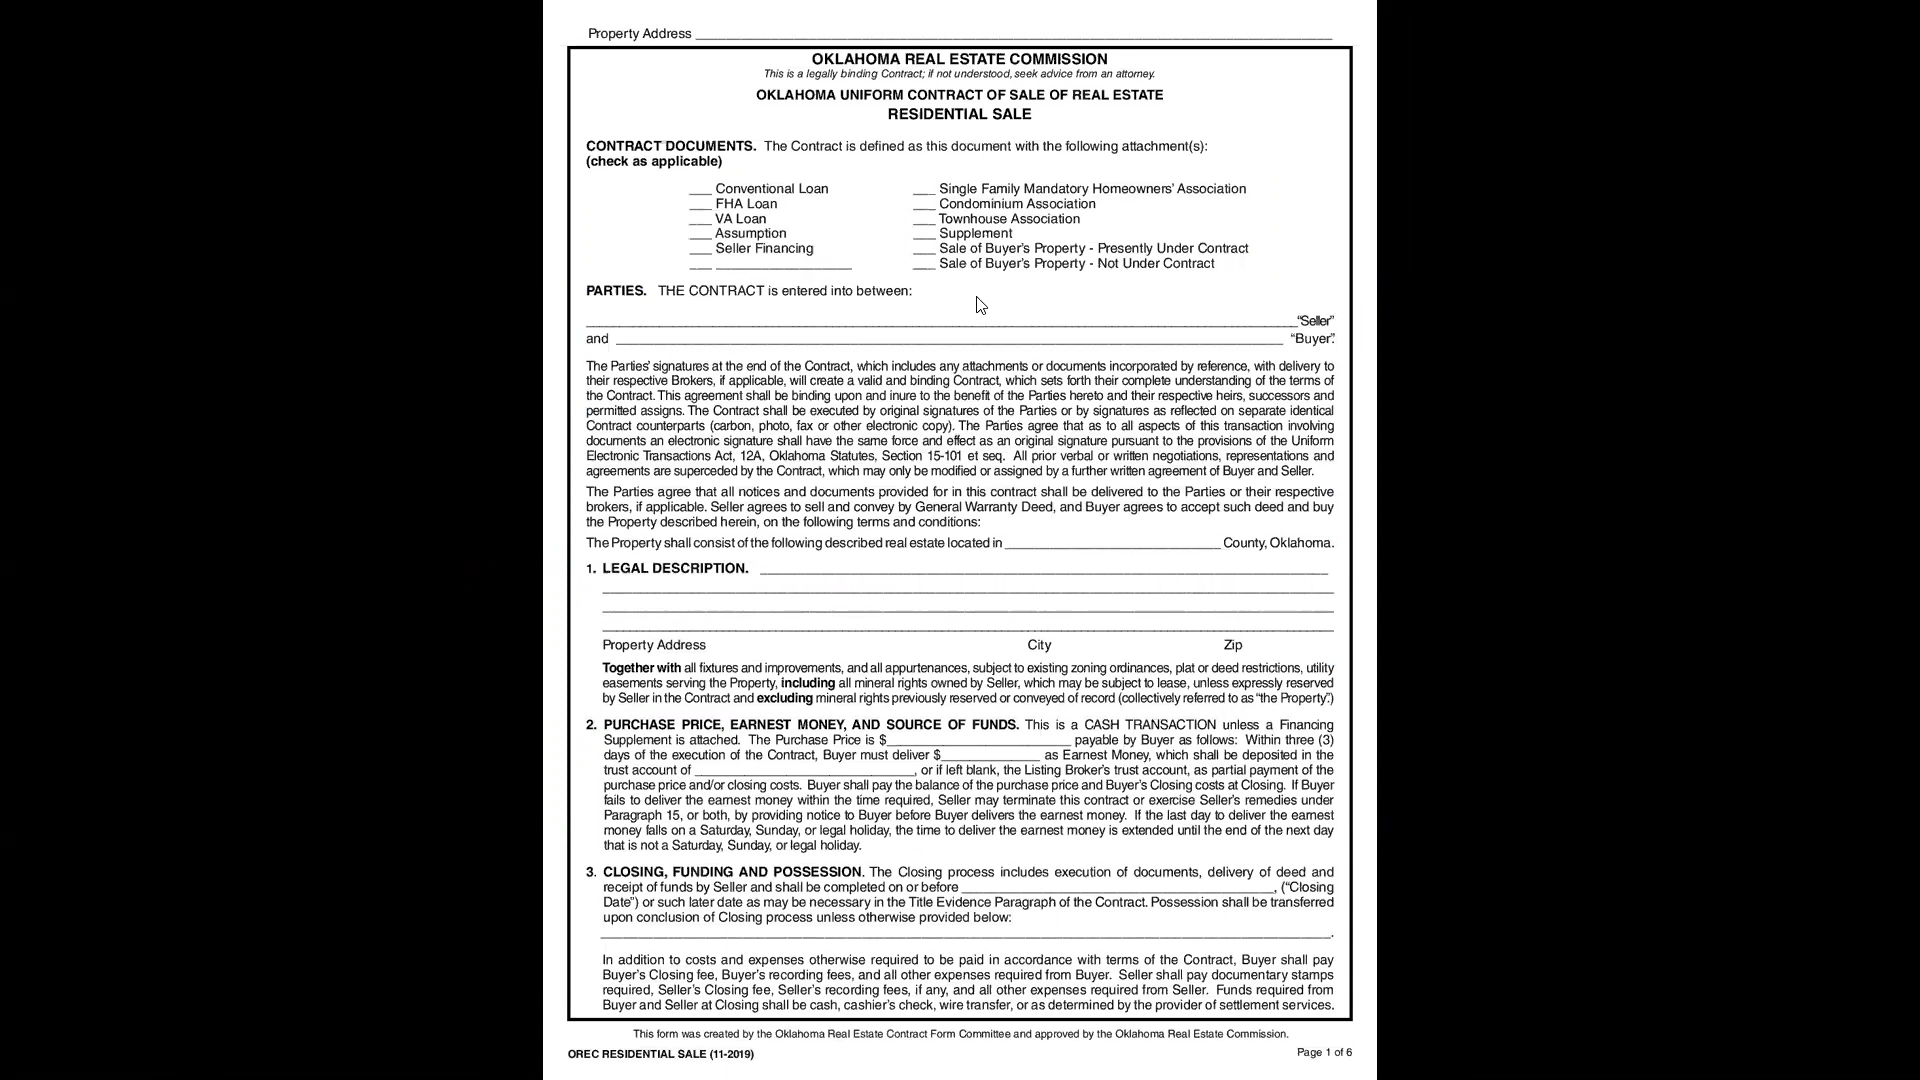 Property Address
OKLAHOMA REAL ESTATE COMMISSION
This is a legally binding Contract; if not understood, seek advice from an attorney.
OKLAHOMA UNIFORM CONTRACT OF SALE OF REAL ESTATE
RESIDENTIAL SALE
CONTRACT DOCUMENTS. The Contract is defined as this document with the following attachment(s):
(check as applicable)
___ Conventional Loan ___ Single Family Mandatory Homeowners' Association
___ FHA Loan ___ Condominium Association
___ VA Loan ___ Townhouse Association
___ Assumption ___ Supplement
___ Seller Financing ___ Sale of Buyer's Property - Presently Under Contract
___ __________________ ___ Sale of Buyer's Property - Not Under Contract
PARTIES. THE CONTRACT is entered into between:
"Seller"
and "Buyer".
The Parties' signatures at the end of the Contract, which includes any attachments or documents incorporated by reference, with delivery to
their respective Brokers, if applicable, will create a valid and binding Contract, which sets forth their complete understanding of the terms of
the Contract. This agreement shall be binding upon and inure to the benefit of the Parties hereto and their respective heirs, successors and
permitted assigns. The Contract shall be executed by original signatures of the Parties or by signatures as reflected on separate identical
Contract counterparts (carbon, photo, fax or other electronic copy). The Parties agree that as to all aspects of this transaction involving
documents an electronic signature shall have the same force and effect as an original signature pursuant to the provisions of the Uniform
Electronic Transactions Act, 12A, Oklahoma Statutes, Section 15-101 et seq. All prior verbal or written negotiations, representations and
agreements are superceded by the Contract, which may only be modified or assigned by a further written agreement of Buyer and Seller.
The Parties agree that all notices and documents provided for in this contract shall be delivered to the Parties or their respective
brokers, if applicable. Seller agrees to sell and convey by General Warranty Deed, and Buyer agrees to accept such deed and buy
the Property described herein, on the following terms and conditions:
The Property shall consist of the following described real estate located in ____________________________ County, Oklahoma.
1. LEGAL DESCRIPTION.
Property Address City Zip
Together with all fixtures and improvements, and all appurtenances, subject to existing zoning ordinances, plat or deed restrictions, utility
easements serving the Property, including all mineral rights owned by Seller, which may be subject to lease, unless expressly reserved
by Seller in the Contract and excluding mineral rights previously reserved or conveyed of record (collectively referred to as "the Property".)
2. PURCHASE PRICE, EARNEST MONEY, AND SOURCE OF FUNDS. This is a CASH TRANSACTION unless a Financing
Supplement is attached. The Purchase Price is $________________________ payable by Buyer as follows: Within three (3)
days of the execution of the Contract, Buyer must deliver $_____________ as Earnest Money, which shall be deposited in the
trust account of _____________________________, or if left blank, the Listing Broker's trust account, as partial payment of the
purchase price and/or closing costs. Buyer shall pay the balance of the purchase price and Buyer's Closing costs at Closing. If Buyer
fails to deliver the earnest money within the time required, Seller may terminate this contract or exercise Seller's remedies under
Paragraph 15, or both, by providing notice to Buyer before Buyer delivers the earnest money. If the last day to deliver the earnest
money falls on a Saturday, Sunday, or legal holiday, the time to deliver the earnest money is extended until the end of the next day
that is not a Saturday, Sunday, or legal holiday.
3. CLOSING, FUNDING AND POSSESSION. The Closing process includes execution of documents, delivery of deed and
receipt of funds by Seller and shall be completed on or before _________________________________________, ("Closing
Date") or such later date as may be necessary in the Title Evidence Paragraph of the Contract. Possession shall be transferred
upon conclusion of Closing process unless otherwise provided below:
In addition to costs and expenses otherwise required to be paid in accordance with terms of the Contract, Buyer shall pay
Buyer's Closing fee, Buyer's recording fees, and all other expenses required from Buyer. Seller shall pay documentary stamps
required, Seller's Closing fee, Seller's recording fees, if any, and all other expenses required from Seller. Funds required from
Buyer and Seller at Closing shall be cash, cashier's check, wire transfer, or as determined by the provider of settlement services.
This form was created by the Oklahoma Real Estate Contract Form Committee and approved by the Oklahoma Real Estate Commission.
OREC RESIDENTIAL SALE (11-2019) Page 1 of 6